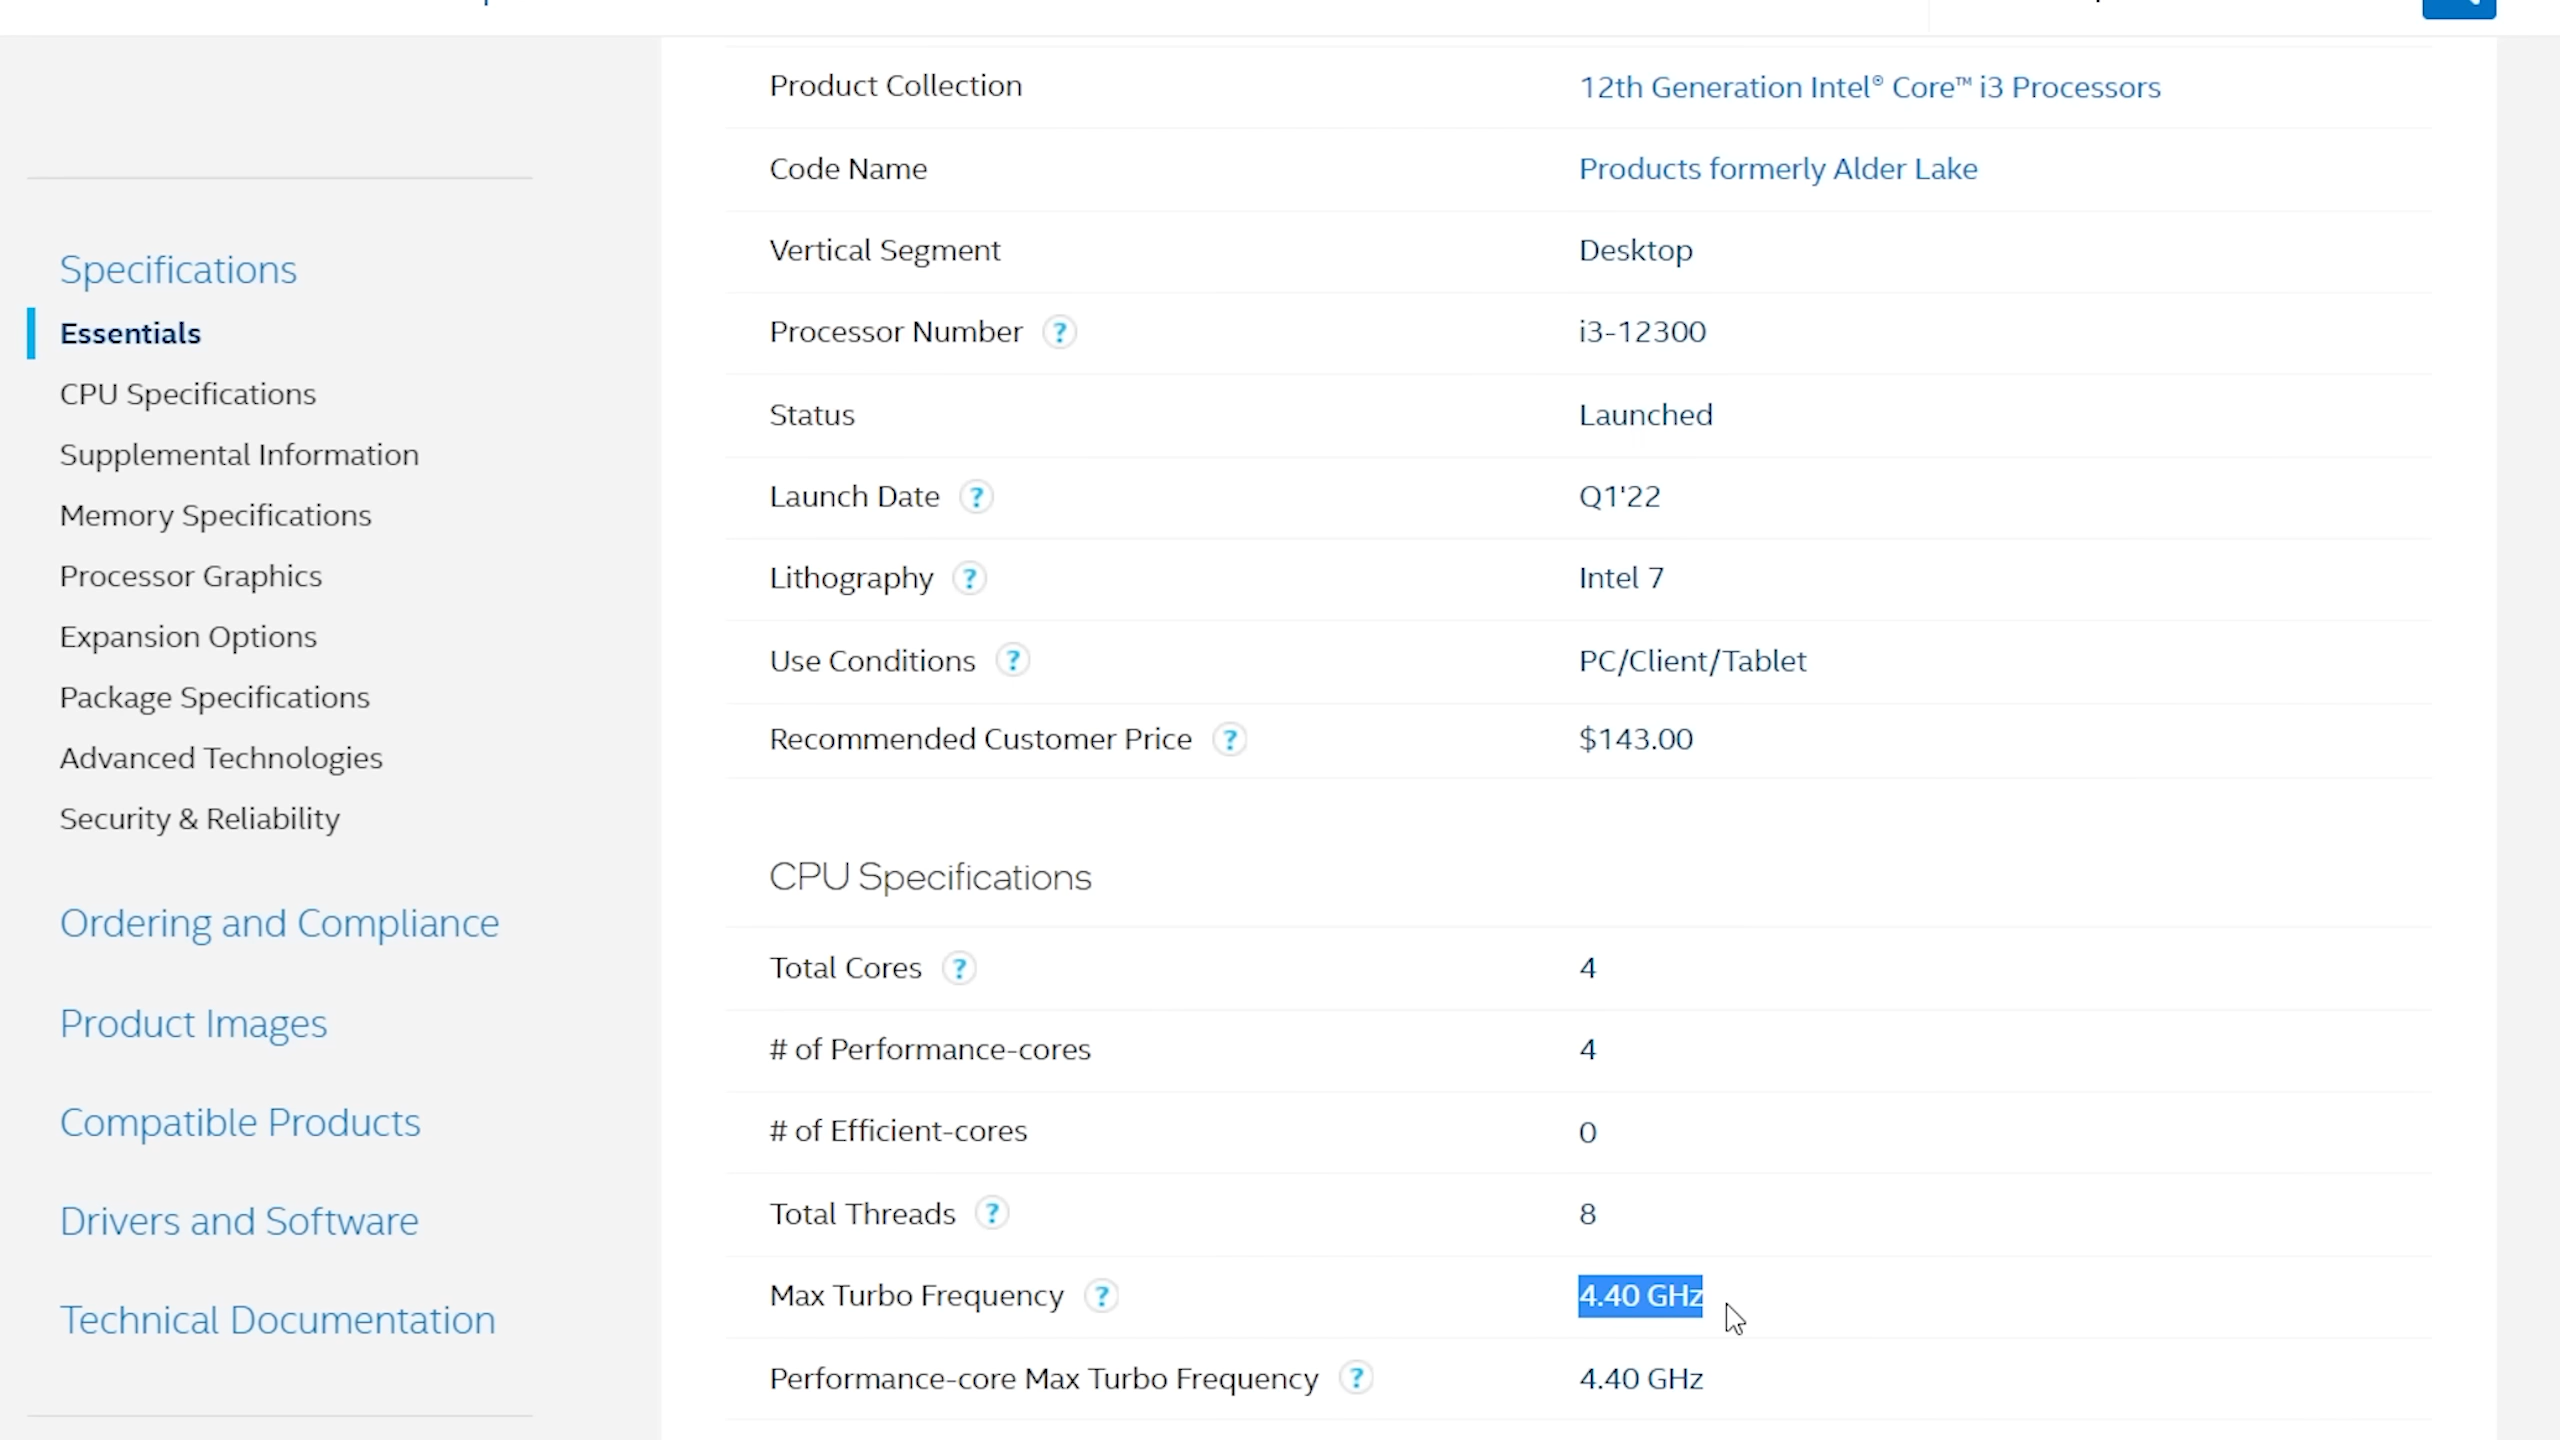 Specifications
Essentials
CPU Specifications
Supplemental Information
Memory Specifications
Processor Graphics
Expansion Options
Package Specifications
Advanced Technologies
Security & Reliability
Ordering and Compliance
Product Images
Compatible Products
Drivers and Software
Technical Documentation
Product Collection 12th Generation Intel® Core™ i3 Processors
Code Name Products formerly Alder Lake
Vertical Segment Desktop
Processor Number ? i3-12300
Status Launched
Launch Date ? Q1'22
Lithography ? Intel 7
Use Conditions ? PC/Client/Tablet
Recommended Customer Price ? $143.00
CPU Specifications
Total Cores ? 4
# of Performance-cores 4
# of Efficient-cores 0
Total Threads ? 8
Max Turbo Frequency ? 4.40 GHz
Performance-core Max Turbo Frequency ? 4.40 GHz